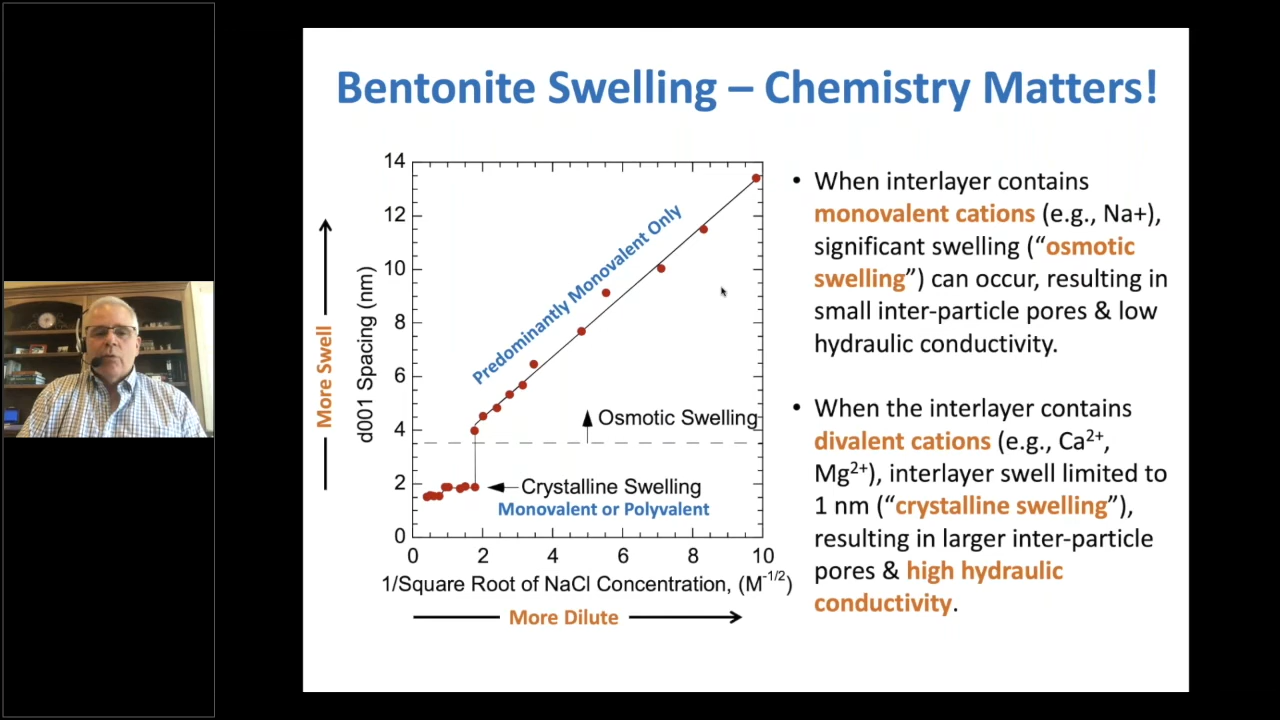 Bentonite Swelling – Chemistry Matters!
14
12
10
8
6
4
2
0
0 2 4 6 8 10
d001 Spacing (nm)
More Swell
Predominantly Monovalent Only
Osmotic Swelling
Crystalline Swelling
Monovalent or Polyvalent
1/Square Root of NaCl Concentration, (M⁻¹/²)
More Dilute
• When interlayer contains
monovalent cations (e.g., Na+),
significant swelling (“osmotic
swelling”) can occur, resulting in
small inter-particle pores & low
hydraulic conductivity.
• When the interlayer contains
divalent cations (e.g., Ca²⁺,
Mg²⁺), interlayer swell limited to
1 nm (“crystalline swelling”),
resulting in larger inter-particle
pores & high hydraulic
conductivity.